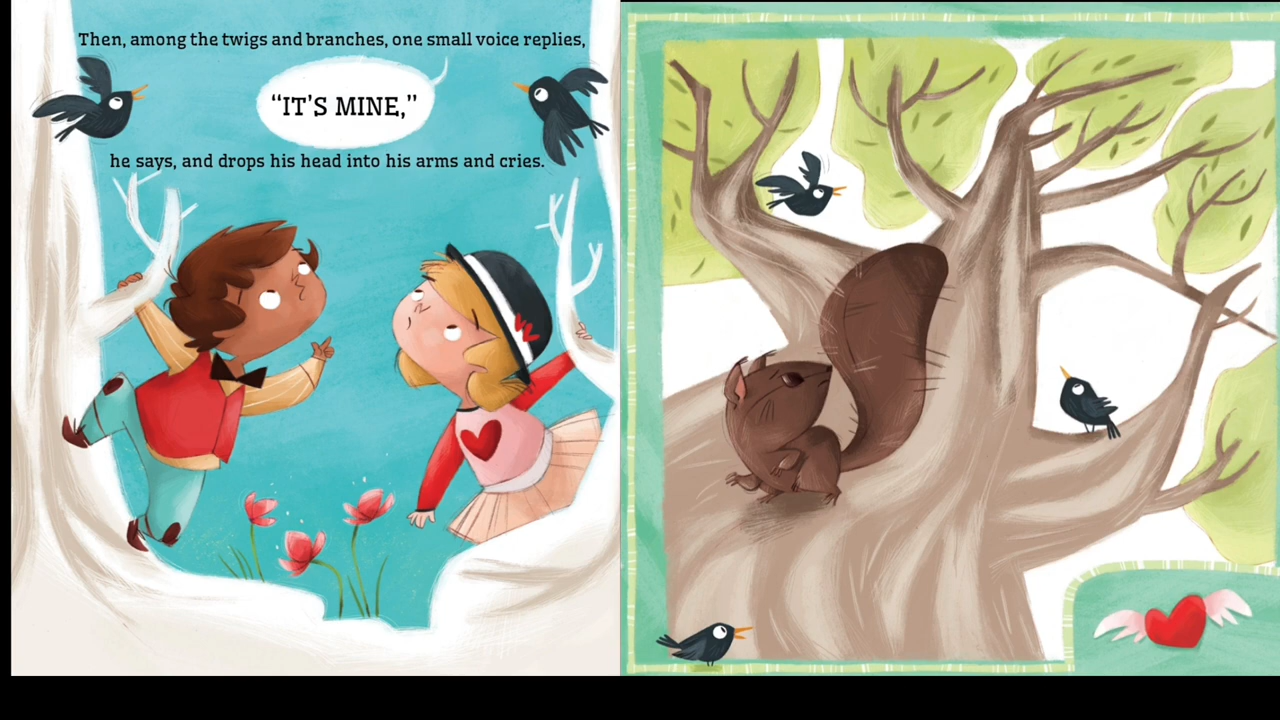 Then, among the twigs and branches, one small voice replies,
“IT’S MINE,”
he says, and drops his head into his arms and cries.